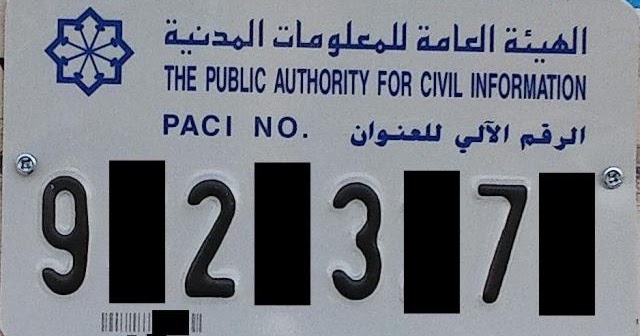 الهيئة العامة للمعلومات المدنية
THE PUBLIC AUTHORITY FOR CIVIL INFORMATION
PACI NO. الرقم الآلي للعنوان
9 2 3 7